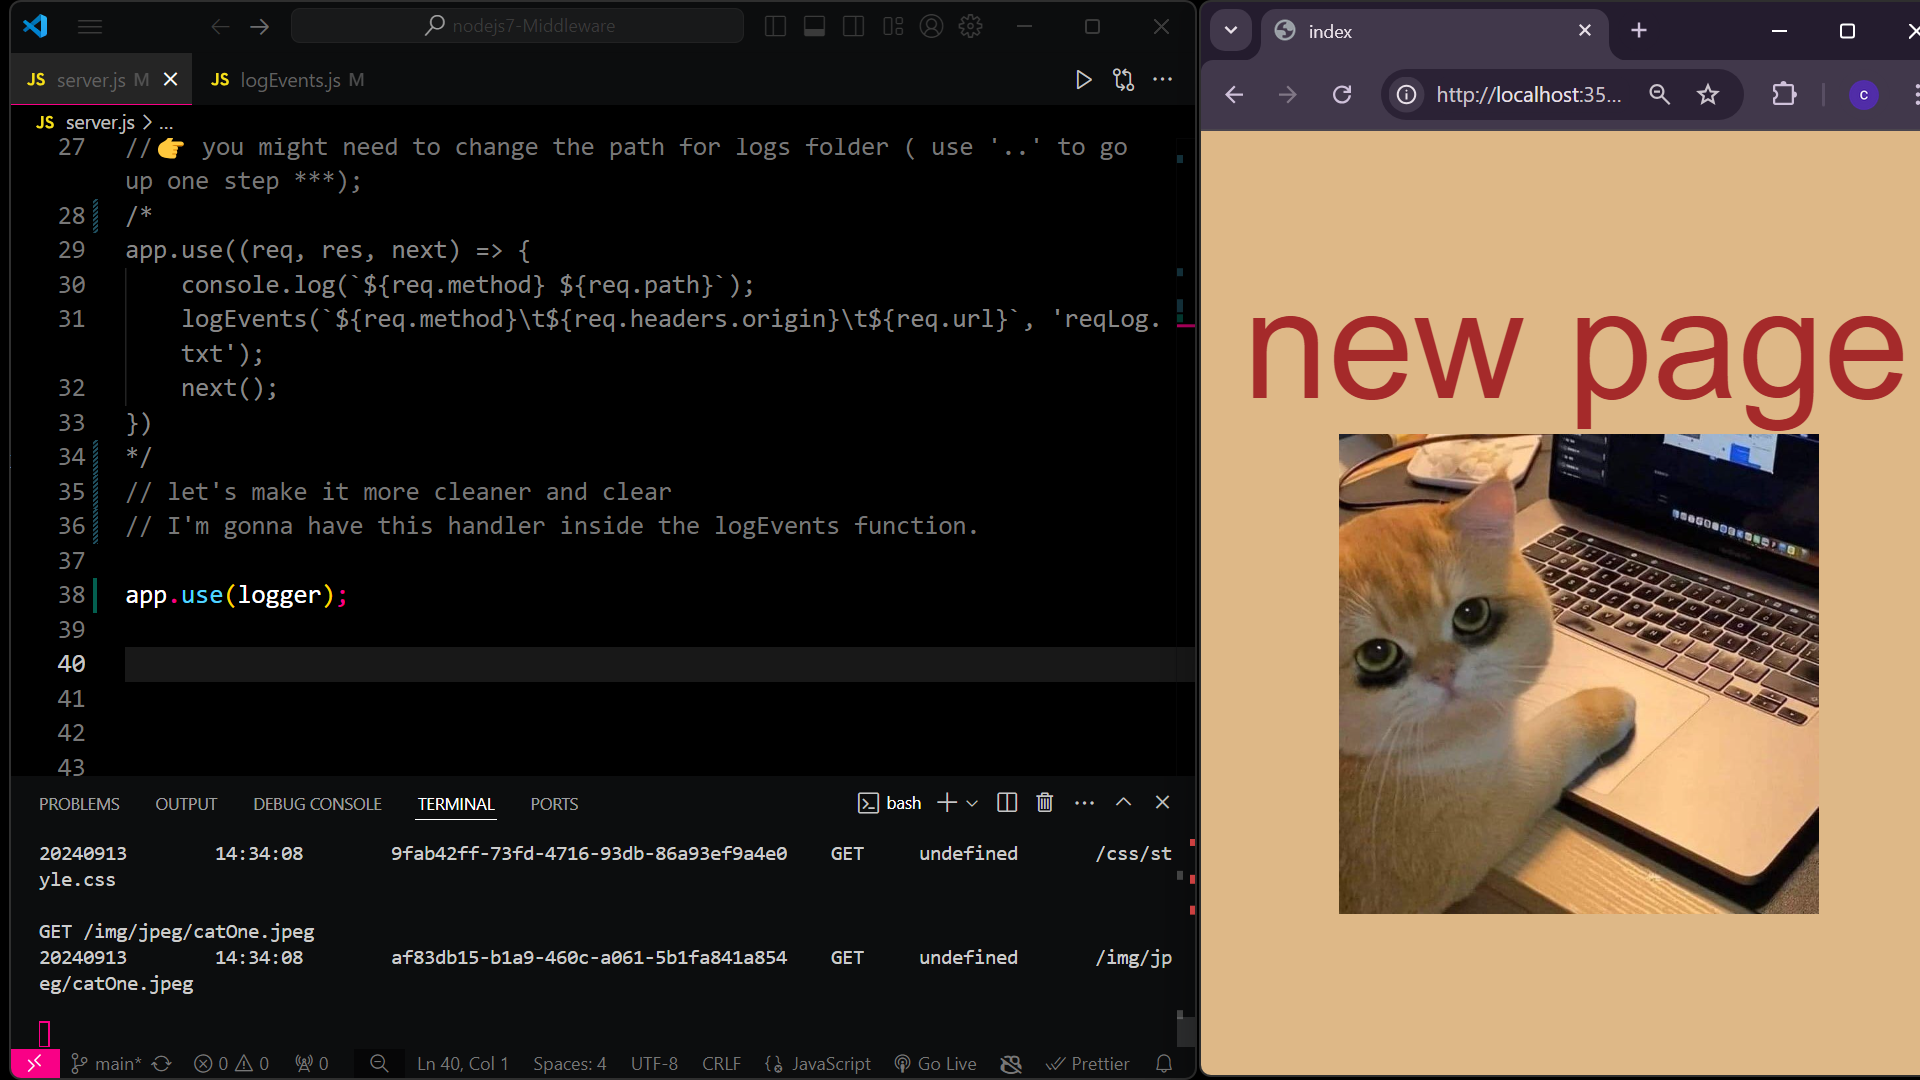 nodejs7-Middleware
JS server.js M
JS logEvents.js M
JS server.js > ...
27 //👉 you might need to change the path for logs folder ( use '..' to go
up one step ***);
28 /*
29 app.use((req, res, next) => {
30 console.log(`${req.method} ${req.path}`);
31 logEvents(`${req.method}\t${req.headers.origin}\t${req.url}`, 'reqLog.
txt');
32 next();
33 })
34 */
35 // let's make it more cleaner and clear
36 // I'm gonna have this handler inside the logEvents function.
37
38 app.use(logger);
39
40
41
42
43
PROBLEMS OUTPUT DEBUG CONSOLE TERMINAL PORTS
bash
20240913 14:34:08 9fab42ff-73fd-4716-93db-86a93ef9a4e0 GET undefined /css/st
yle.css
GET /img/jpeg/catOne.jpeg
20240913 14:34:08 af83db15-b1a9-460c-a061-5b1fa841a854 GET undefined /img/jp
eg/catOne.jpeg
main* 0 0 0 Ln 40, Col 1 Spaces: 4 UTF-8 CRLF {} JavaScript Go Live Prettier
index
http://localhost:35...
c
new page